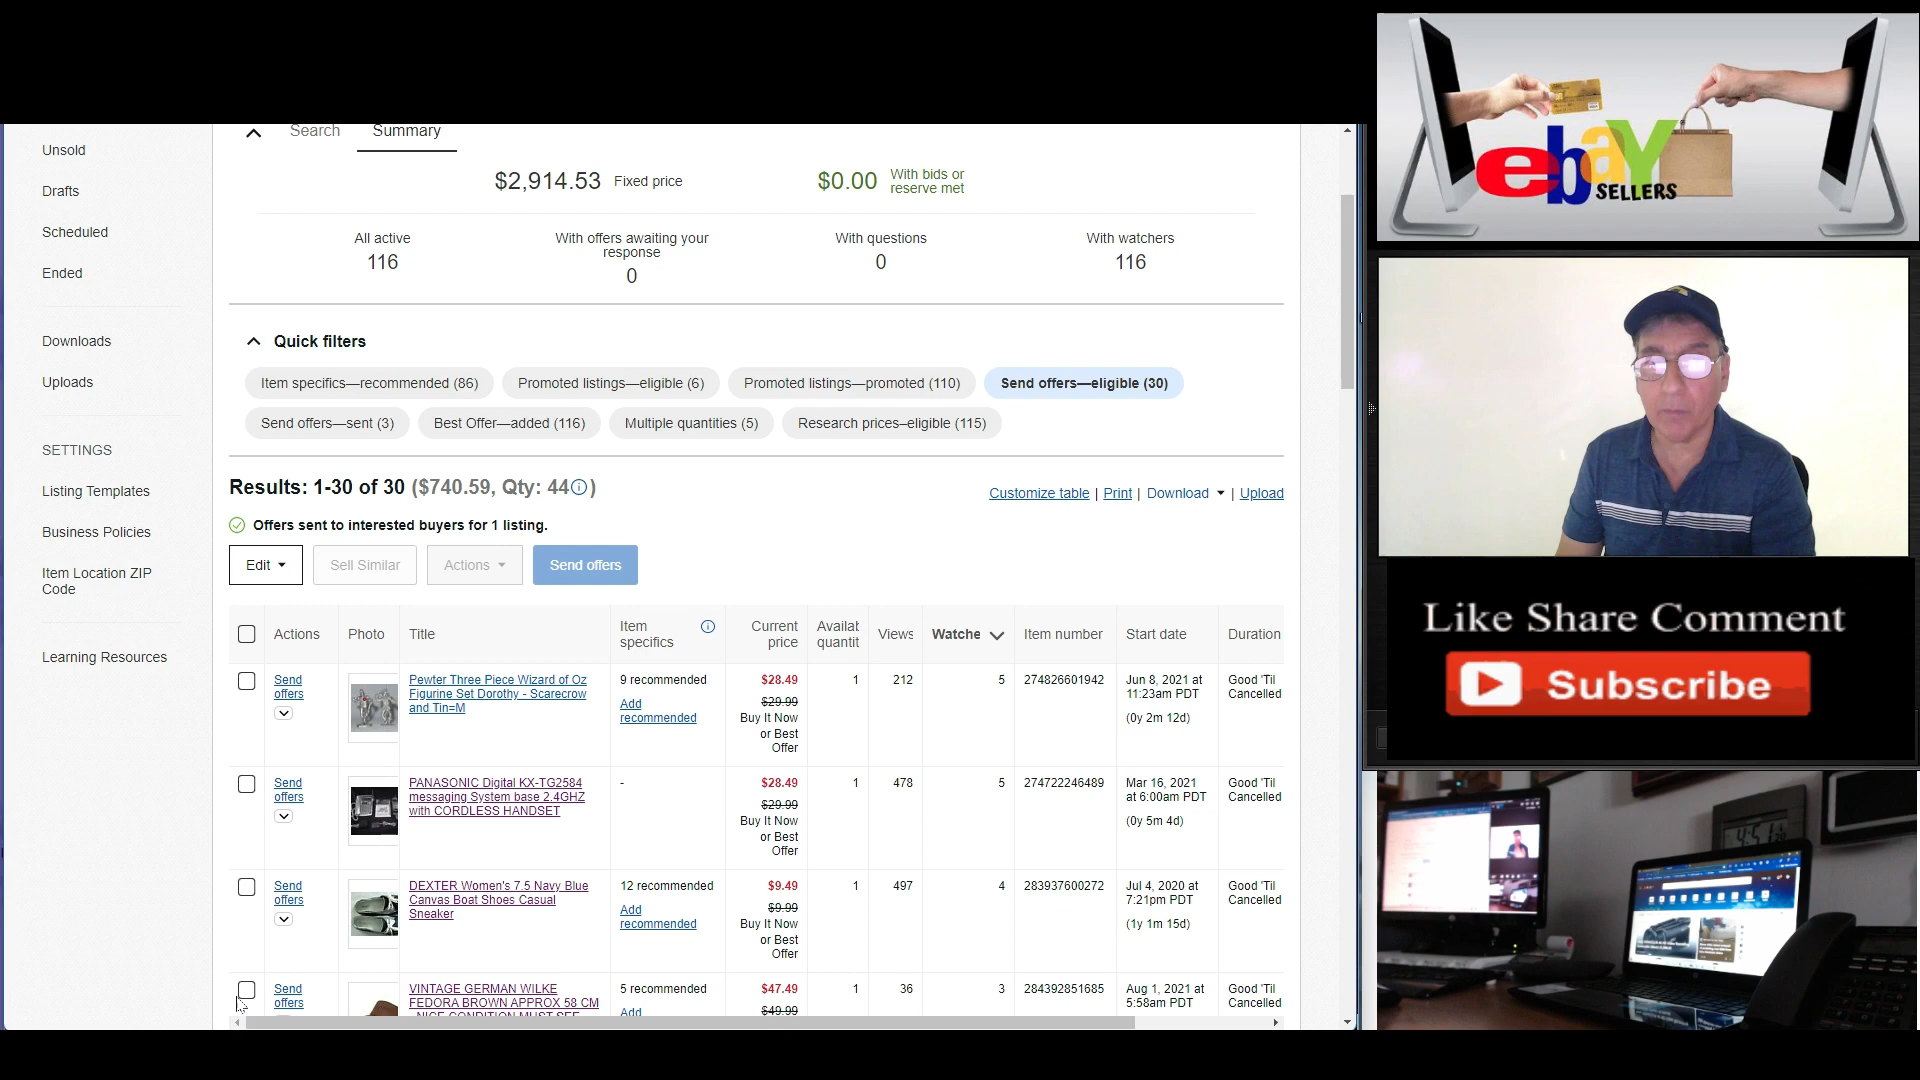 Unsold
Drafts
Scheduled
Ended
Downloads
Uploads
SETTINGS
Listing Templates
Business Policies
Item Location ZIP
Code
Learning Resources
Search Summary
$2,914.53 Fixed price
$0.00 With bids or
reserve met
All active
116
With offers awaiting your
response
0
With questions
0
With watchers
116
Quick filters
Item specifics—recommended (86) Promoted listings—eligible (6) Promoted listings—promoted (110) Send offers—eligible (30)
Send offers—sent (3) Best Offer—added (116) Multiple quantities (5) Research prices–eligible (115)
Results: 1-30 of 30 ($740.59, Qty: 44)
Customize table | Print | Download | Upload
Offers sent to interested buyers for 1 listing.
Edit Sell Similar Actions Send offers
Actions Photo Title
Item
specifics
Current
price
Availat
quantit
Views Watche Item number Start date Duration
Send
offers
Pewter Three Piece Wizard of Oz
Figurine Set Dorothy - Scarecrow
and Tin=M
9 recommended
Add
recommended
$28.49
$29.99
Buy It Now
or Best
Offer
1 212 5 274826601942
Jun 8, 2021 at
11:23am PDT
(0y 2m 12d)
Good 'Til
Cancelled
Send
offers
PANASONIC Digital KX-TG2584
messaging System base 2.4GHZ
with CORDLESS HANDSET
-
$28.49
$29.99
Buy It Now
or Best
Offer
1 478 5 274722246489
Mar 16, 2021
at 6:00am PDT
(0y 5m 4d)
Good 'Til
Cancelled
Send
offers
DEXTER Women's 7.5 Navy Blue
Canvas Boat Shoes Casual
Sneaker
12 recommended
Add
recommended
$9.49
$9.99
Buy It Now
or Best
Offer
1 497 4 283937600272
Jul 4, 2020 at
7:21pm PDT
(1y 1m 15d)
Good 'Til
Cancelled
Send
offers
VINTAGE GERMAN WILKE
FEDORA BROWN APPROX 58 CM
- NICE CONDITION MUST SEE
5 recommended
Add
$47.49
$49.99
1 36 3 284392851685
Aug 1, 2021 at
5:58am PDT
Good 'Til
Cancelled
ebay
SELLERS
Like Share Comment
Subscribe
4:51